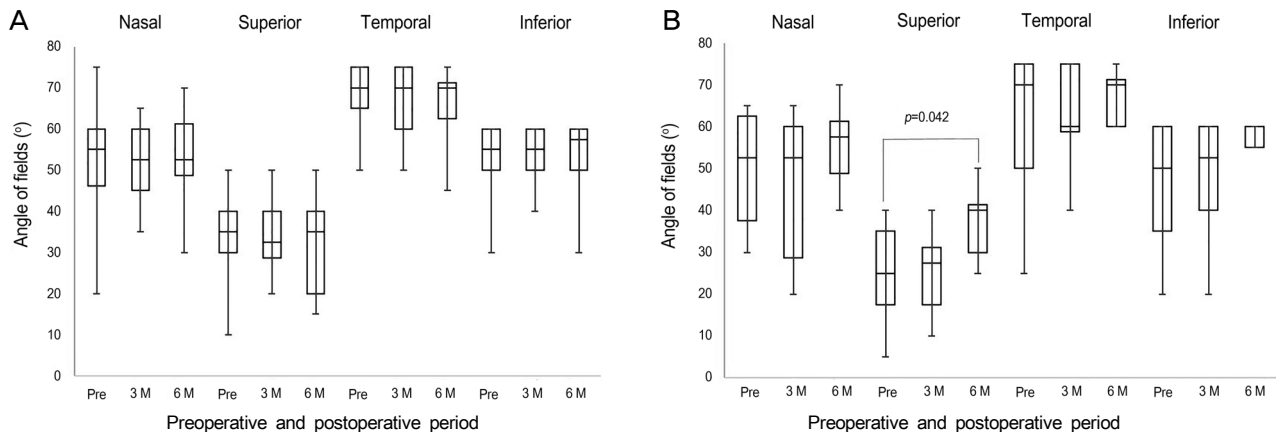 A
Nasal Superior Temporal Inferior
80
70
60
50
40
30
20
10
0
Angle of fields (º)
Pre 3 M 6 M Pre 3 M 6 M Pre 3 M 6 M Pre 3 M 6 M
Preoperative and postoperative period
B
Nasal Superior Temporal Inferior
80
70
60
50
40
30
20
10
0
Angle of fields (º)
p=0.042
Pre 3 M 6 M Pre 3 M 6 M Pre 3 M 6 M Pre 3 M 6 M
Preoperative and postoperative period